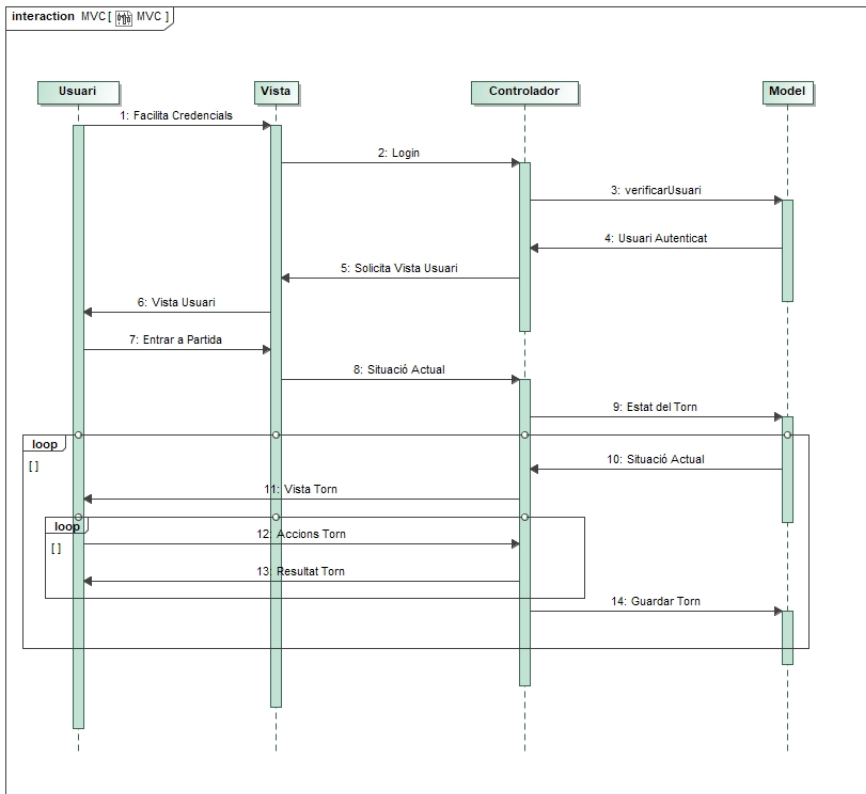 interaction MVC[ MVC ]
Usuari
Vista
Controlador
Model
1: Facilita Credencials
2: Login
3: verificarUsuari
4: Usuari Autenticat
5: Solicita Vista Usuari
6: Vista Usuari
7: Entrar a Partida
8: Situació Actual
9: Estat del Torn
loop
[ ]
10: Situació Actual
11: Vista Torn
loop
[ ]
12: Accions Torn
13: Resultat Torn
14: Guardar Torn